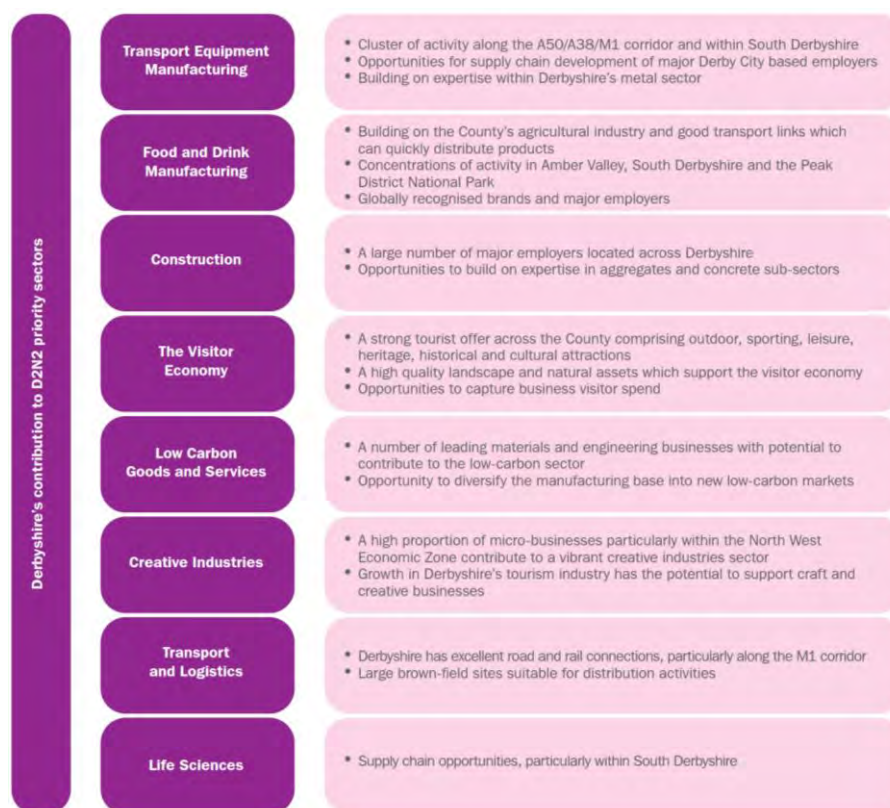 Derbyshire's contribution to D2N2 priority sectors
Transport Equipment
Manufacturing
• Cluster of activity along the A50/A38/M1 corridor and within South Derbyshire
• Opportunities for supply chain development of major Derby City based employers
• Building on expertise within Derbyshire's metal sector
Food and Drink
Manufacturing
• Building on the County's agricultural industry and good transport links which
can quickly distribute products
• Concentrations of activity in Amber Valley, South Derbyshire and the Peak
District National Park
• Globally recognised brands and major employers
Construction
• A large number of major employers located across Derbyshire
• Opportunities to build on expertise in aggregates and concrete sub-sectors
The Visitor
Economy
• A strong tourist offer across the County comprising outdoor, sporting, leisure,
heritage, historical and cultural attractions
• A high quality landscape and natural assets which support the visitor economy
• Opportunities to capture business visitor spend
Low Carbon
Goods and Services
• A number of leading materials and engineering businesses with potential to
contribute to the low-carbon sector
• Opportunity to diversify the manufacturing base into new low-carbon markets
Creative Industries
• A high proportion of micro-businesses particularly within the North West
Economic Zone contribute to a vibrant creative industries sector
• Growth in Derbyshire's tourism industry has the potential to support craft and
creative businesses
Transport
and Logistics
• Derbyshire has excellent road and rail connections, particularly along the M1 corridor
• Large brown-field sites suitable for distribution activities
Life Sciences
• Supply chain opportunities, particularly within South Derbyshire